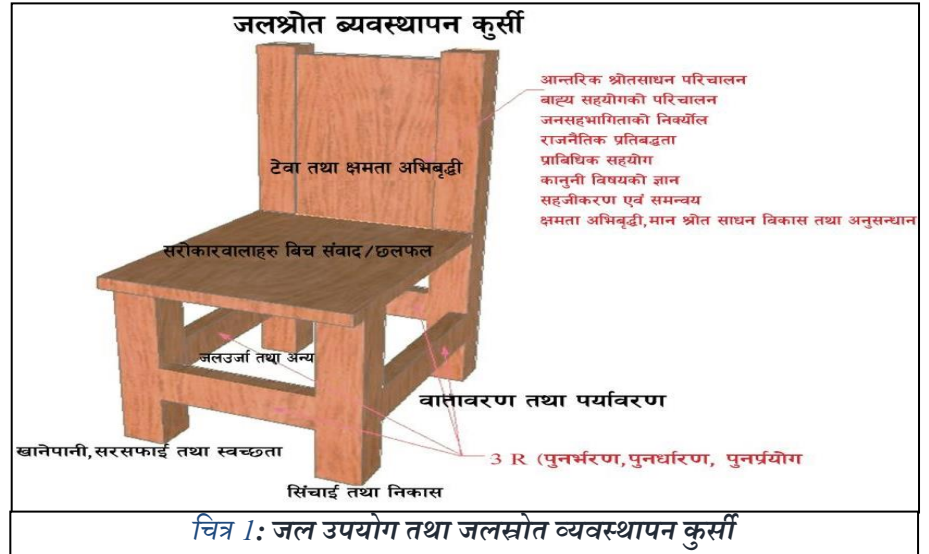 जलश्रोत ब्यवस्थापन कुर्सी
आन्तरिक श्रोतसाधन परिचालन
बाह्य सहयोगको परिचालन
जनसहभागिताको निर्क्योल
राजनैतिक प्रतिबद्धता
प्राबिधिक सहयोग
कानुनी विषयको ज्ञान
सहजीकरण एवं समन्वय
क्षमता अभिबृद्धी,मान श्रोत साधन विकास तथा अनुसन्धान
टेवा तथा क्षमता अभिबृद्धी
सरोकारवालाहरु बिच संवाद/छलफल
जलउर्जा तथा अन्य
वातावरण तथा पर्यावरण
खानेपानी,सरसफाई तथा स्वच्छता
3 R (पुनर्भरण,पुनर्धारण, पुनर्प्रयोग
सिंचाई तथा निकास
चित्र 1: जल उपयोग तथा जलस्रोत व्यवस्थापन कुर्सी